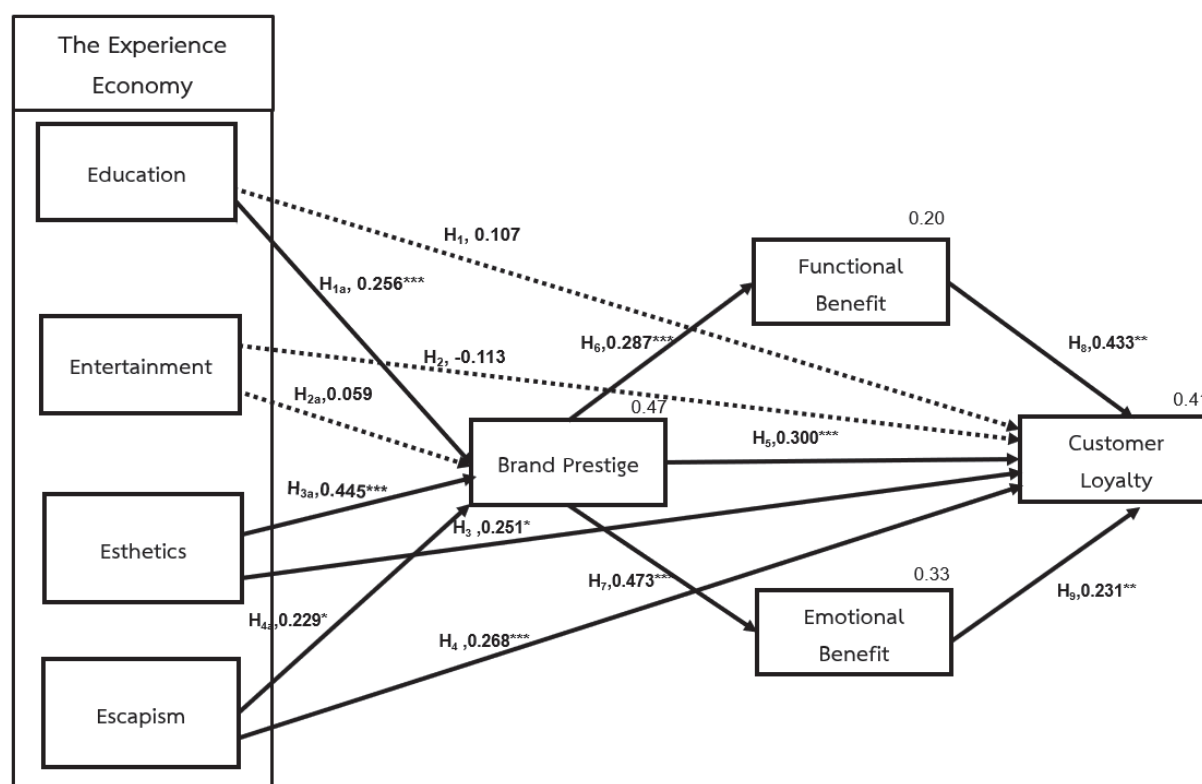 The Experience
Economy
Education
Entertainment
Esthetics
Escapism
H₁, 0.107
H₁ₐ, 0.256***
H₂, -0.113
H₂ₐ,0.059
H₃ₐ,0.445***
H₃ ,0.251*
H₄ₐ,0.229*
H₄ ,0.268***
0.47
Brand Prestige
H₆,0.287***
H₅,0.300***
H₇,0.473***
0.20
Functional
Benefit
0.33
Emotional
Benefit
H₈,0.433**
H₉,0.231**
0.41
Customer
Loyalty